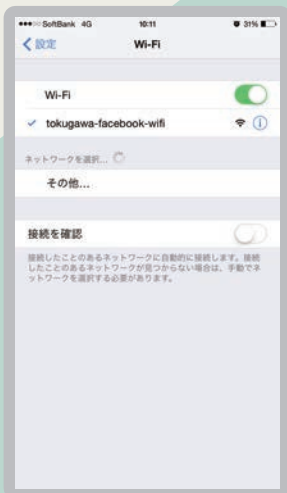 SoftBank 4G 10:11 31%
設定 Wi-Fi
Wi-Fi
tokugawa-facebook-wifi
ネットワークを選択...
その他...
接続を確認
接続したことのあるネットワークに自動的に接続します。接続
したことのあるネットワークが見つからない場合は、手動でネ
ットワークを選択する必要があります。